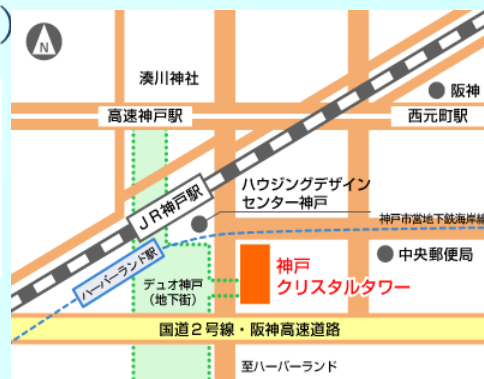 )
N
湊川神社
阪神
高速神戸駅
西元町駅
JR神戸駅
ハウジングデザイン
センター神戸
神戸市営地下鉄海岸線
ハーバーランド駅
中央郵便局
デュオ神戸
(地下街)
神戸
クリスタルタワー
国道2号線・阪神高速道路
至ハーバーランド